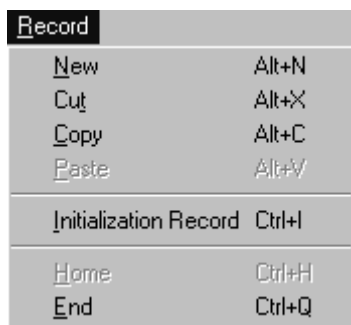 Record
New Alt+N
Cut Alt+X
Copy Alt+C
Paste Alt+V
Initialization Record Ctrl+I
Home Ctrl+H
End Ctrl+Q